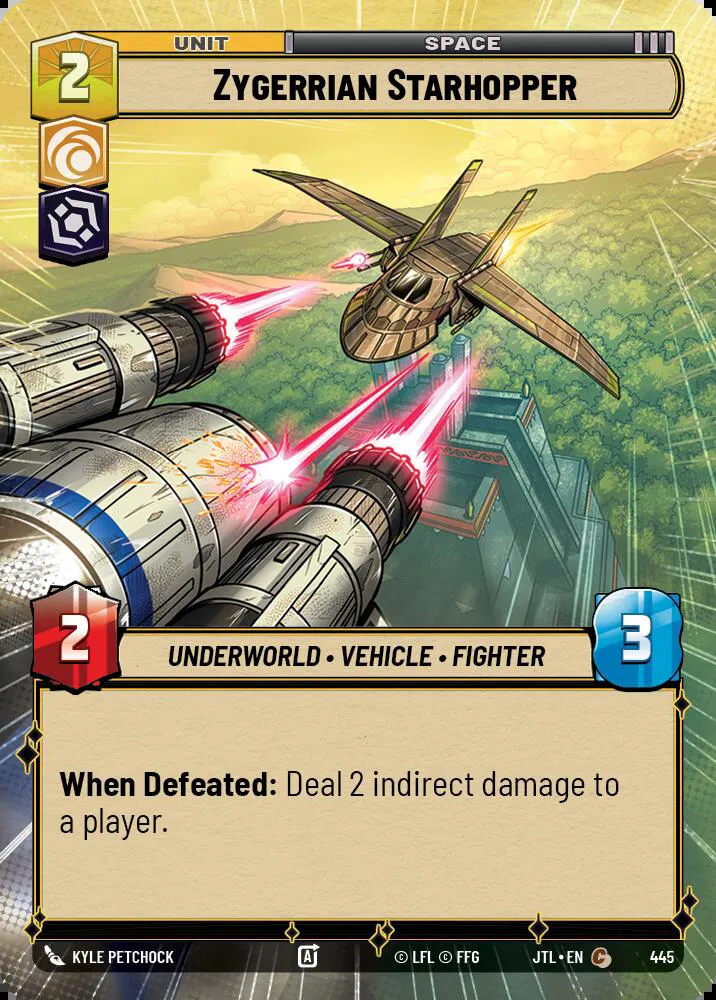 UNIT
SPACE
2
Zygerrian Starhopper
2
UNDERWORLD • VEHICLE • FIGHTER
3
When Defeated: Deal 2 indirect damage to
a player.
KYLE PETCHOCK
A
© LFL © FFG
JTL • EN
C
445